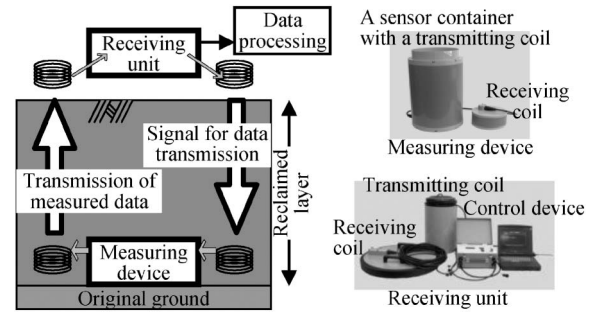 Receiving
unit
Data
processing
Signal for data
transmission
Transmission of
measured data
Reclaimed
layer
Measuring
device
Original ground
A sensor container
with a transmitting coil
Receiving
coil
Measuring device
Transmitting coil
Control device
Receiving
coil
Receiving unit